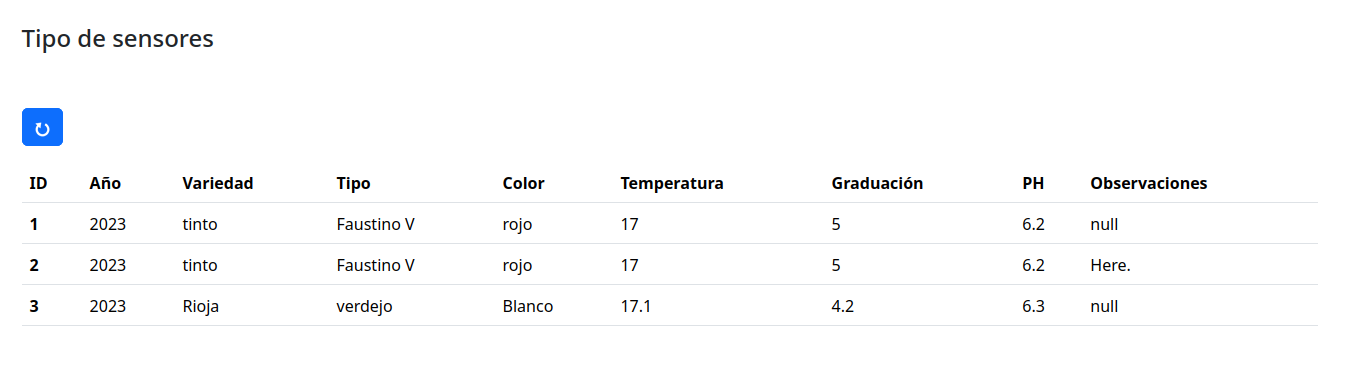 Tipo de sensores
ID Año Variedad Tipo Color Temperatura Graduación PH Observaciones
1 2023 tinto Faustino V rojo 17 5 6.2 null
2 2023 tinto Faustino V rojo 17 5 6.2 Here.
3 2023 Rioja verdejo Blanco 17.1 4.2 6.3 null